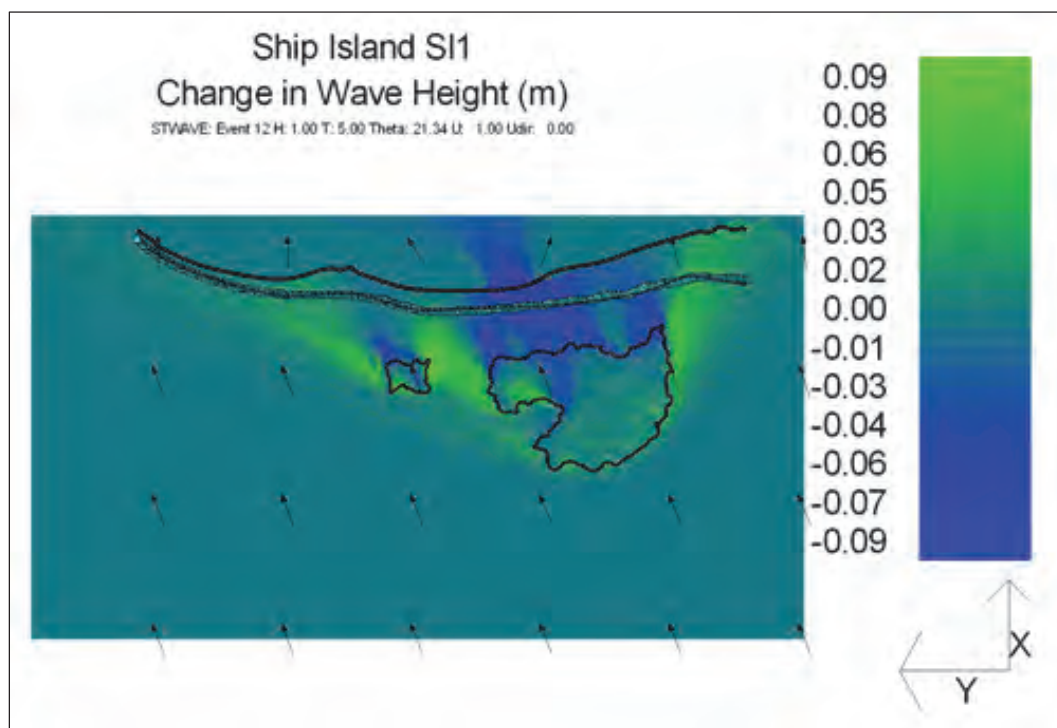 Ship Island SI1
Change in Wave Height (m)
STWAVE: Event 12 H: 1.00 T: 5.00 Theta: 21.34 U: 1.00 Udir: 0.00
0.09
0.08
0.06
0.05
0.03
0.02
0.00
-0.01
-0.03
-0.04
-0.06
-0.07
-0.09
X
Y